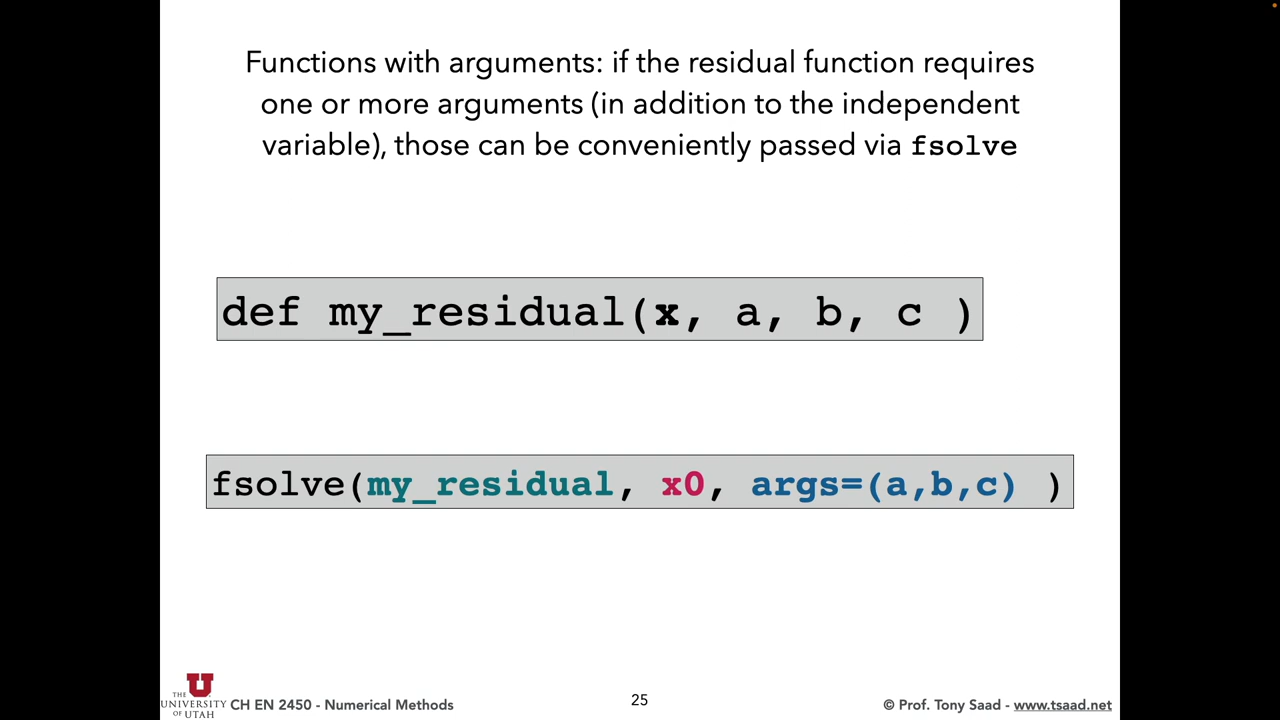 Functions with arguments: if the residual function requires
one or more arguments (in addition to the independent
variable), those can be conveniently passed via fsolve
def my_residual(x, a, b, c )
fsolve(my_residual, x0, args=(a,b,c) )
THE
UNIVERSITY
OF UTAH
CH EN 2450 - Numerical Methods
25
© Prof. Tony Saad - www.tsaad.net